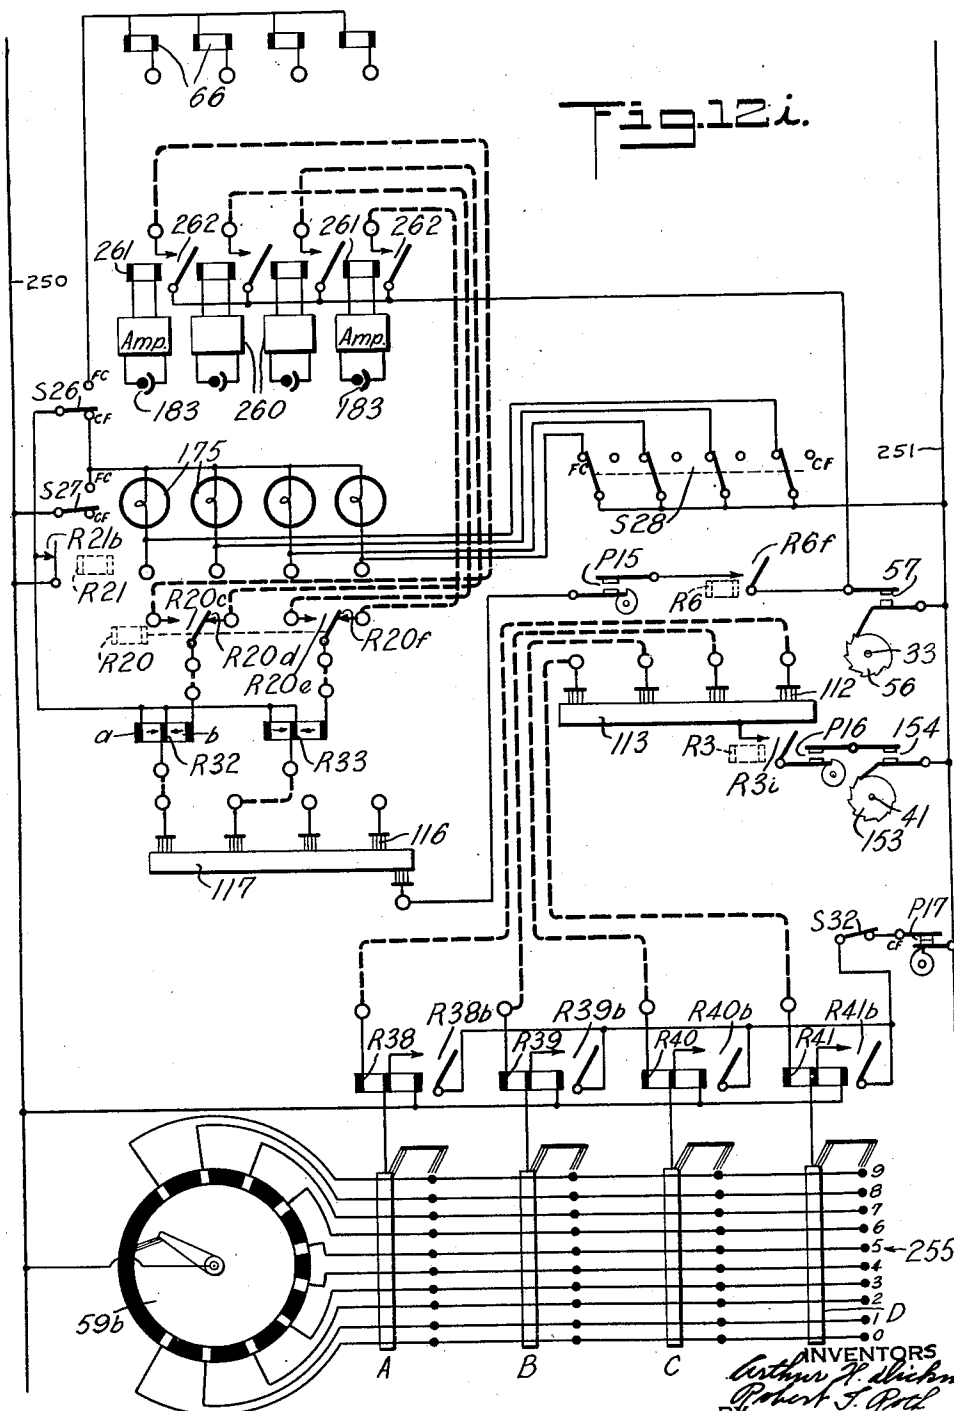 Fig. 12i.
66
262
261
262
261
250
Amp.
Amp.
FC
S26
CF
183
260
183
251
175
FC
CF
S28
FC
S27
CF
R21b
R21
P15
R6f
R6
57
R20c
R20
R20d
R20e
R20f
33
56
112
113
R3
R3i
P16
154
a
b
R32
R33
41
153
116
117
S32
CF
P17
R38
R38b
R39
R39b
R40
R40b
R41
R41b
9
8
7
6
5
255
4
3
2
1
D
0
59b
A
B
C
INVENTORS
Arthur H.
Robert
BY